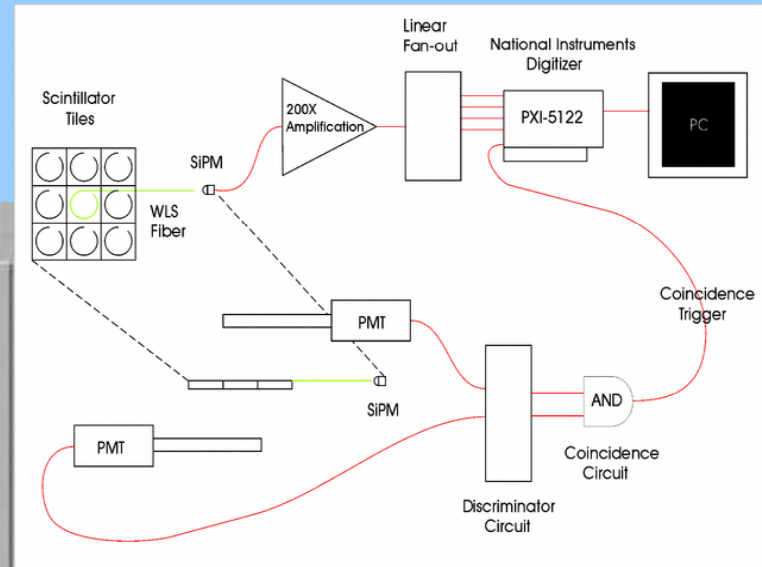 Linear
Fan-out
National Instruments
Digitizer
Scintillator
Tiles
200X
Amplification
PXI-5122
PC
SiPM
WLS
Fiber
Coincidence
Trigger
PMT
SiPM
AND
PMT
Coincidence
Circuit
Discriminator
Circuit